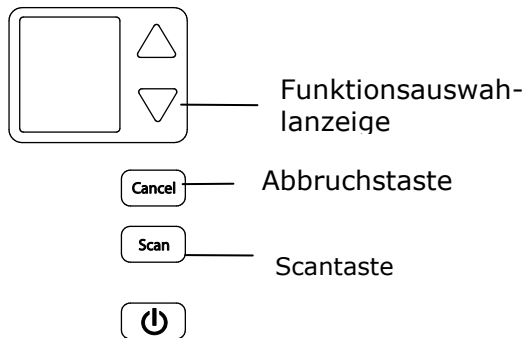 Funktionsauswah-
lanzeige
Cancel
Abbruchstaste
Scan
Scantaste